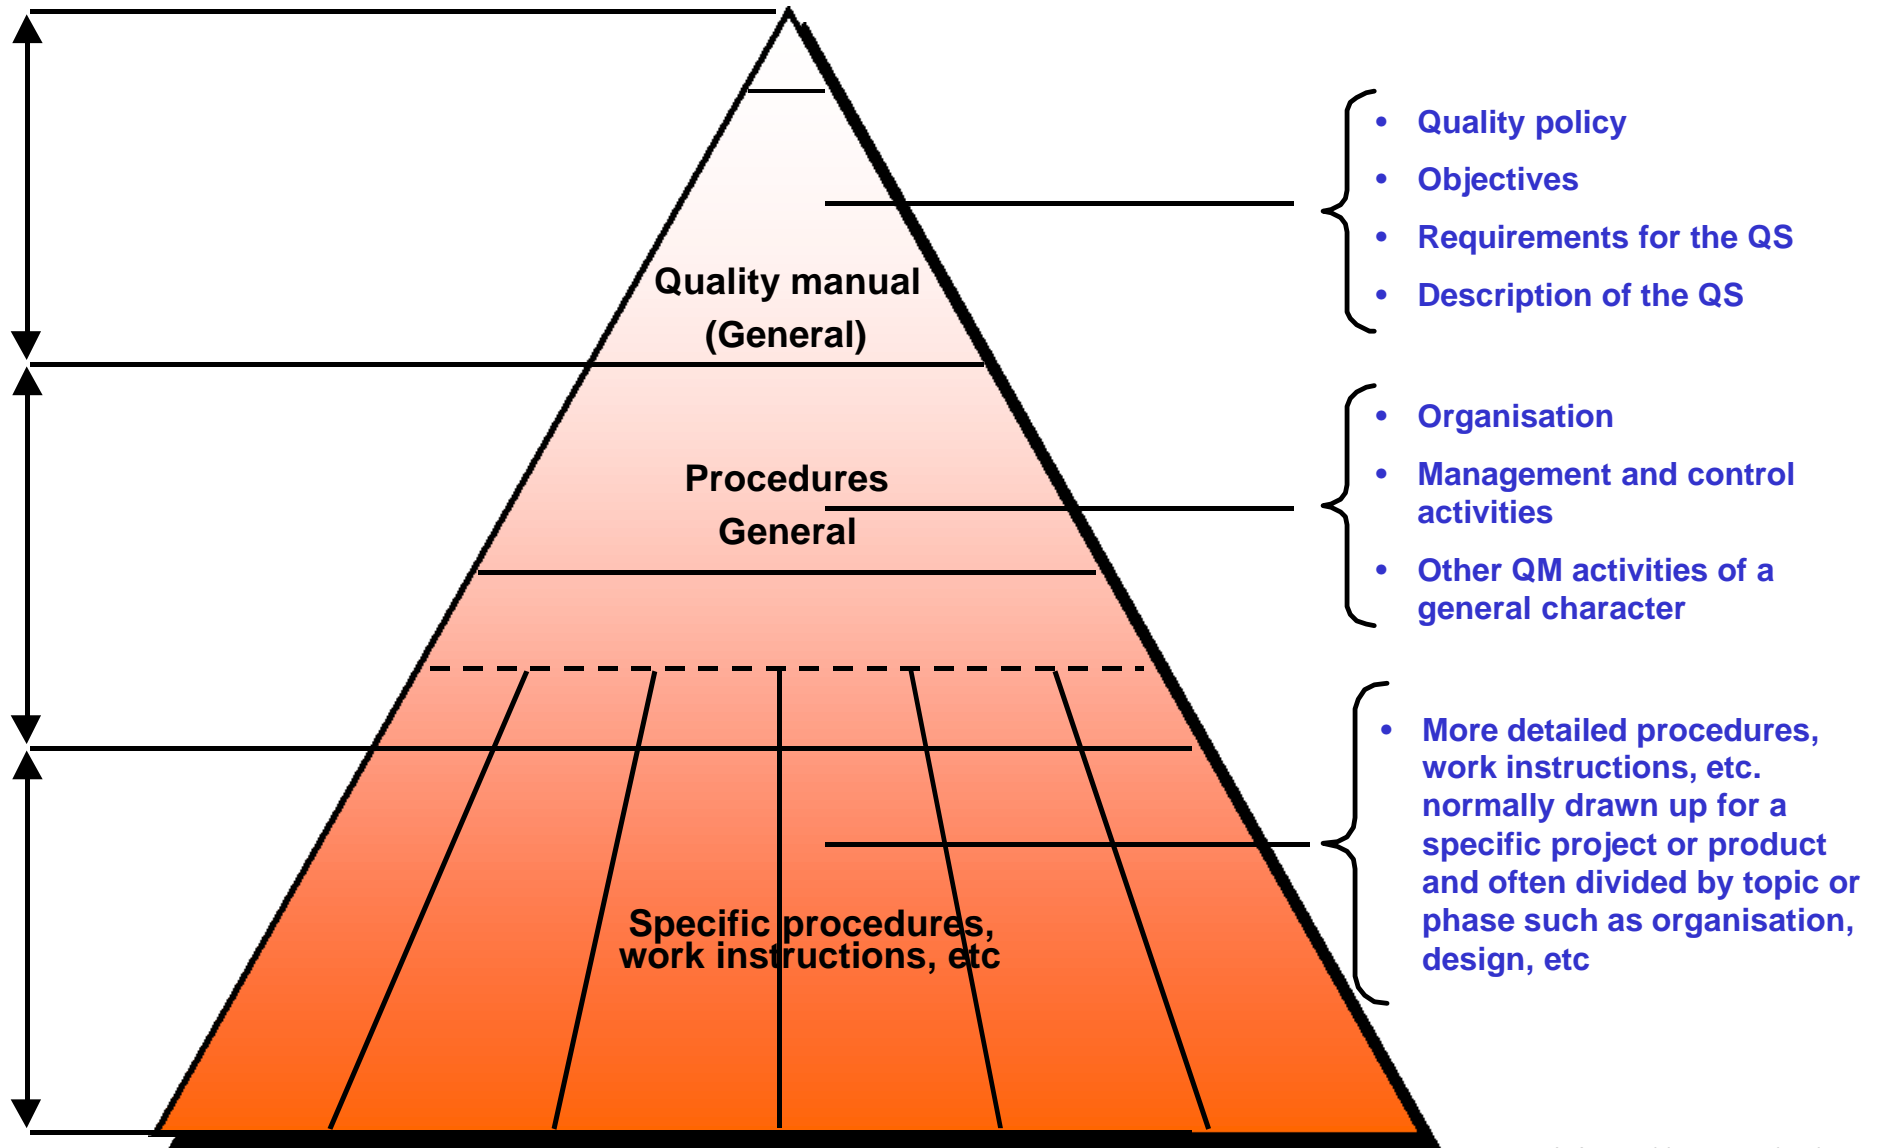 Quality manual
(General)
Procedures
General
Specific procedures,
work instructions, etc
• Quality policy
• Objectives
• Requirements for the QS
• Description of the QS
• Organisation
• Management and control
activities
• Other QM activities of a
general character
• More detailed procedures,
work instructions, etc.
normally drawn up for a
specific project or product
and often divided by topic or
phase such as organisation,
design, etc